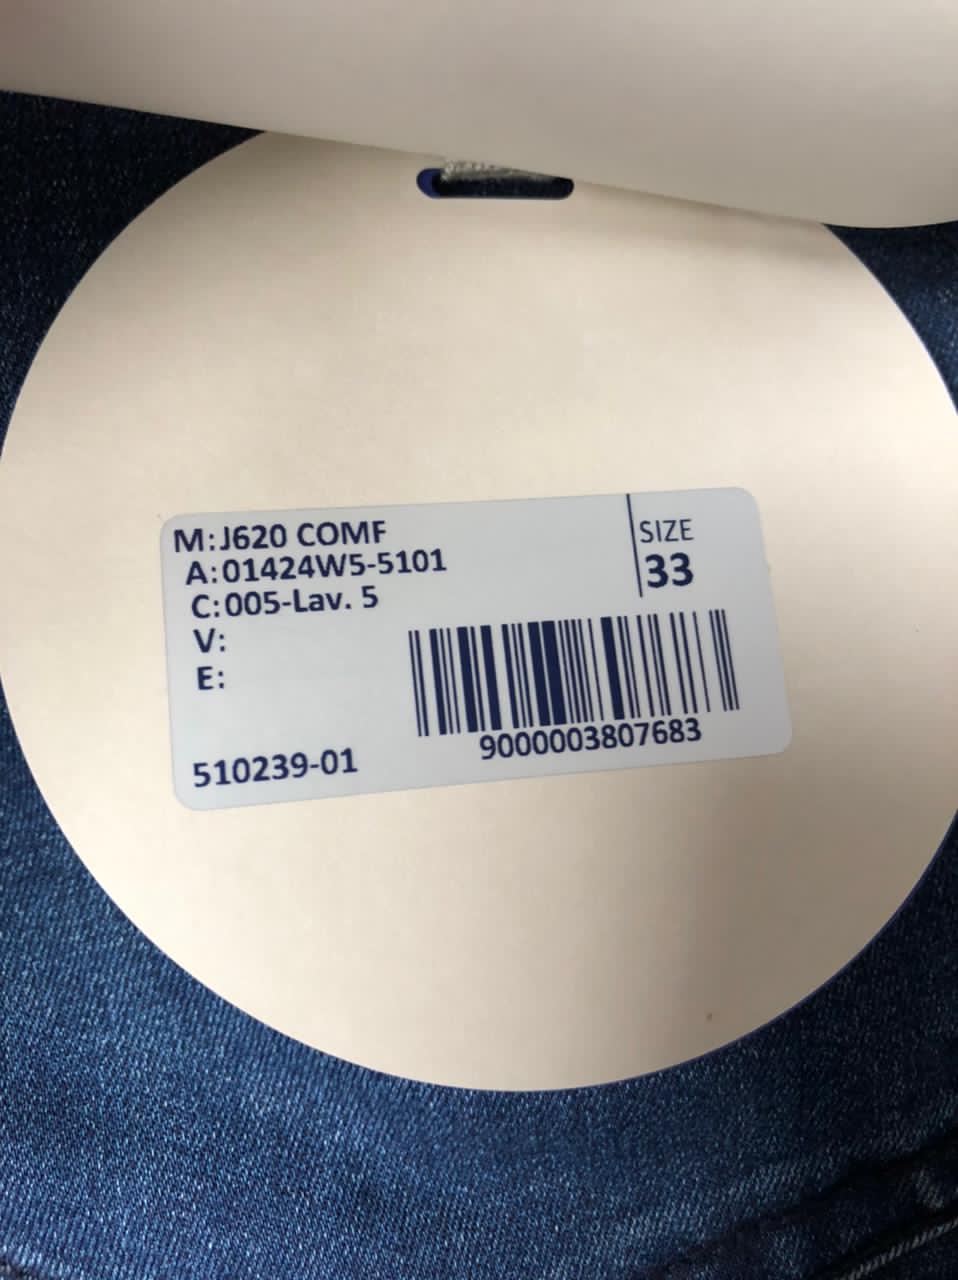 M:J620 COMF
A:01424W5-5101
C:005-Lav. 5
V:
E:
SIZE
33
9000003807683
510239-01